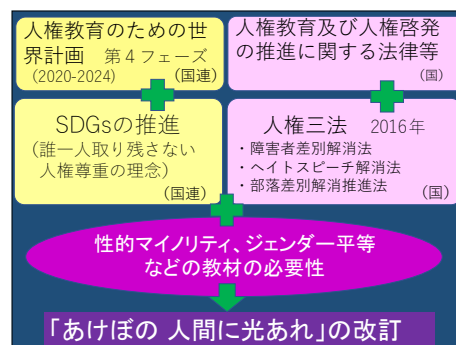 人権教育のための世
界計画 第4フェーズ
(2020-2024) (国連)
人権教育及び人権啓発
の推進に関する法律等
(国)
SDGsの推進
(誰一人取り残さない
人権尊重の理念)
(国連)
人権三法 2016年
・障害者差別解消法
・ヘイトスピーチ解消法
・部落差別解消推進法
(国)
性的マイノリティ、ジェンダー平等
などの教材の必要性
「あけぼの 人間に光あれ」の改訂